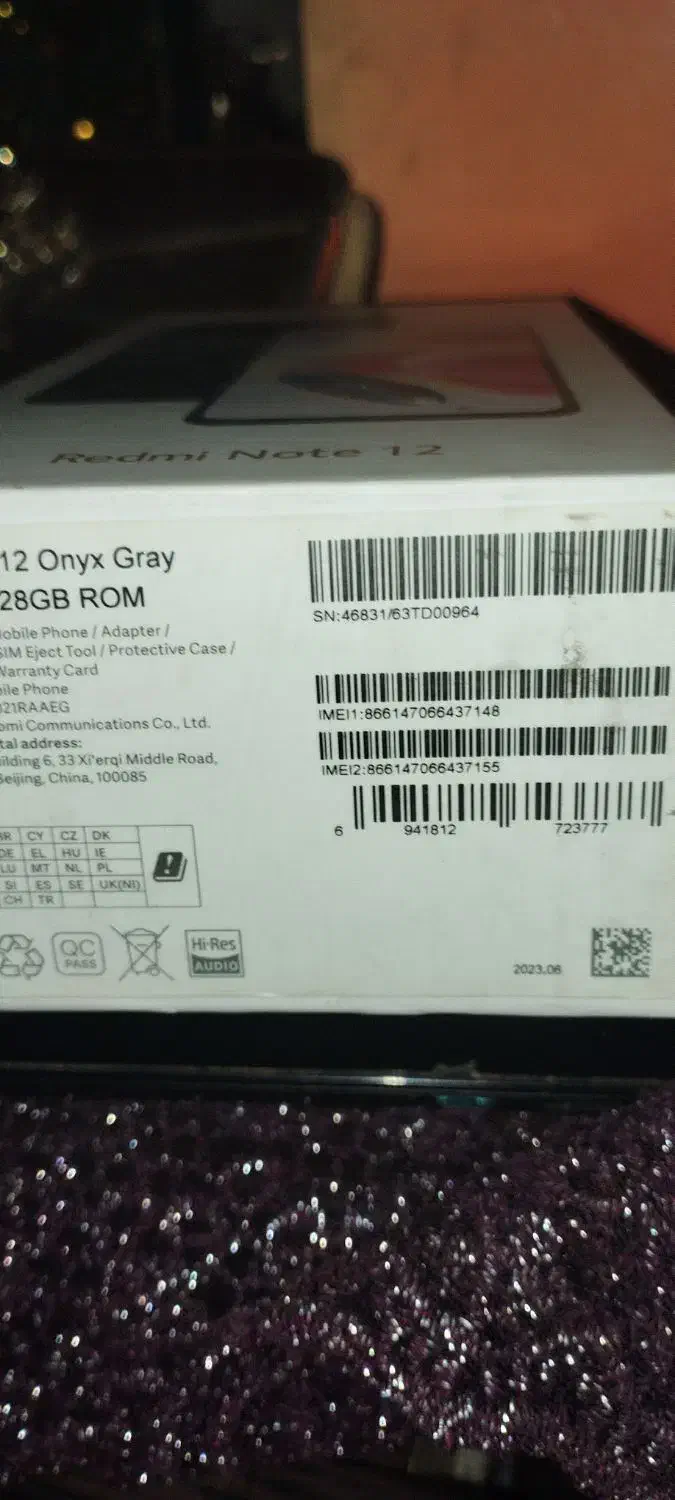 Redmi Note 12
12 Onyx Gray
28GB ROM
obile Phone / Adapter /
SIM Eject Tool / Protective Case /
Warranty Card
ile Phone
021RAAEG
omi Communications Co., Ltd.
tal address:
ilding 6, 33 Xi'erqi Middle Road,
Beijing, China, 100085
SN:46831/63TD00964
IMEI1:866147066437148
IMEI2:866147066437155
6 941812 723777
BR CY CZ DK
DE EL HU IE
LU MT NL PL
SI ES SE UK(NI)
CH TR
QC
PASS
Hi-Res
AUDIO
2023.06